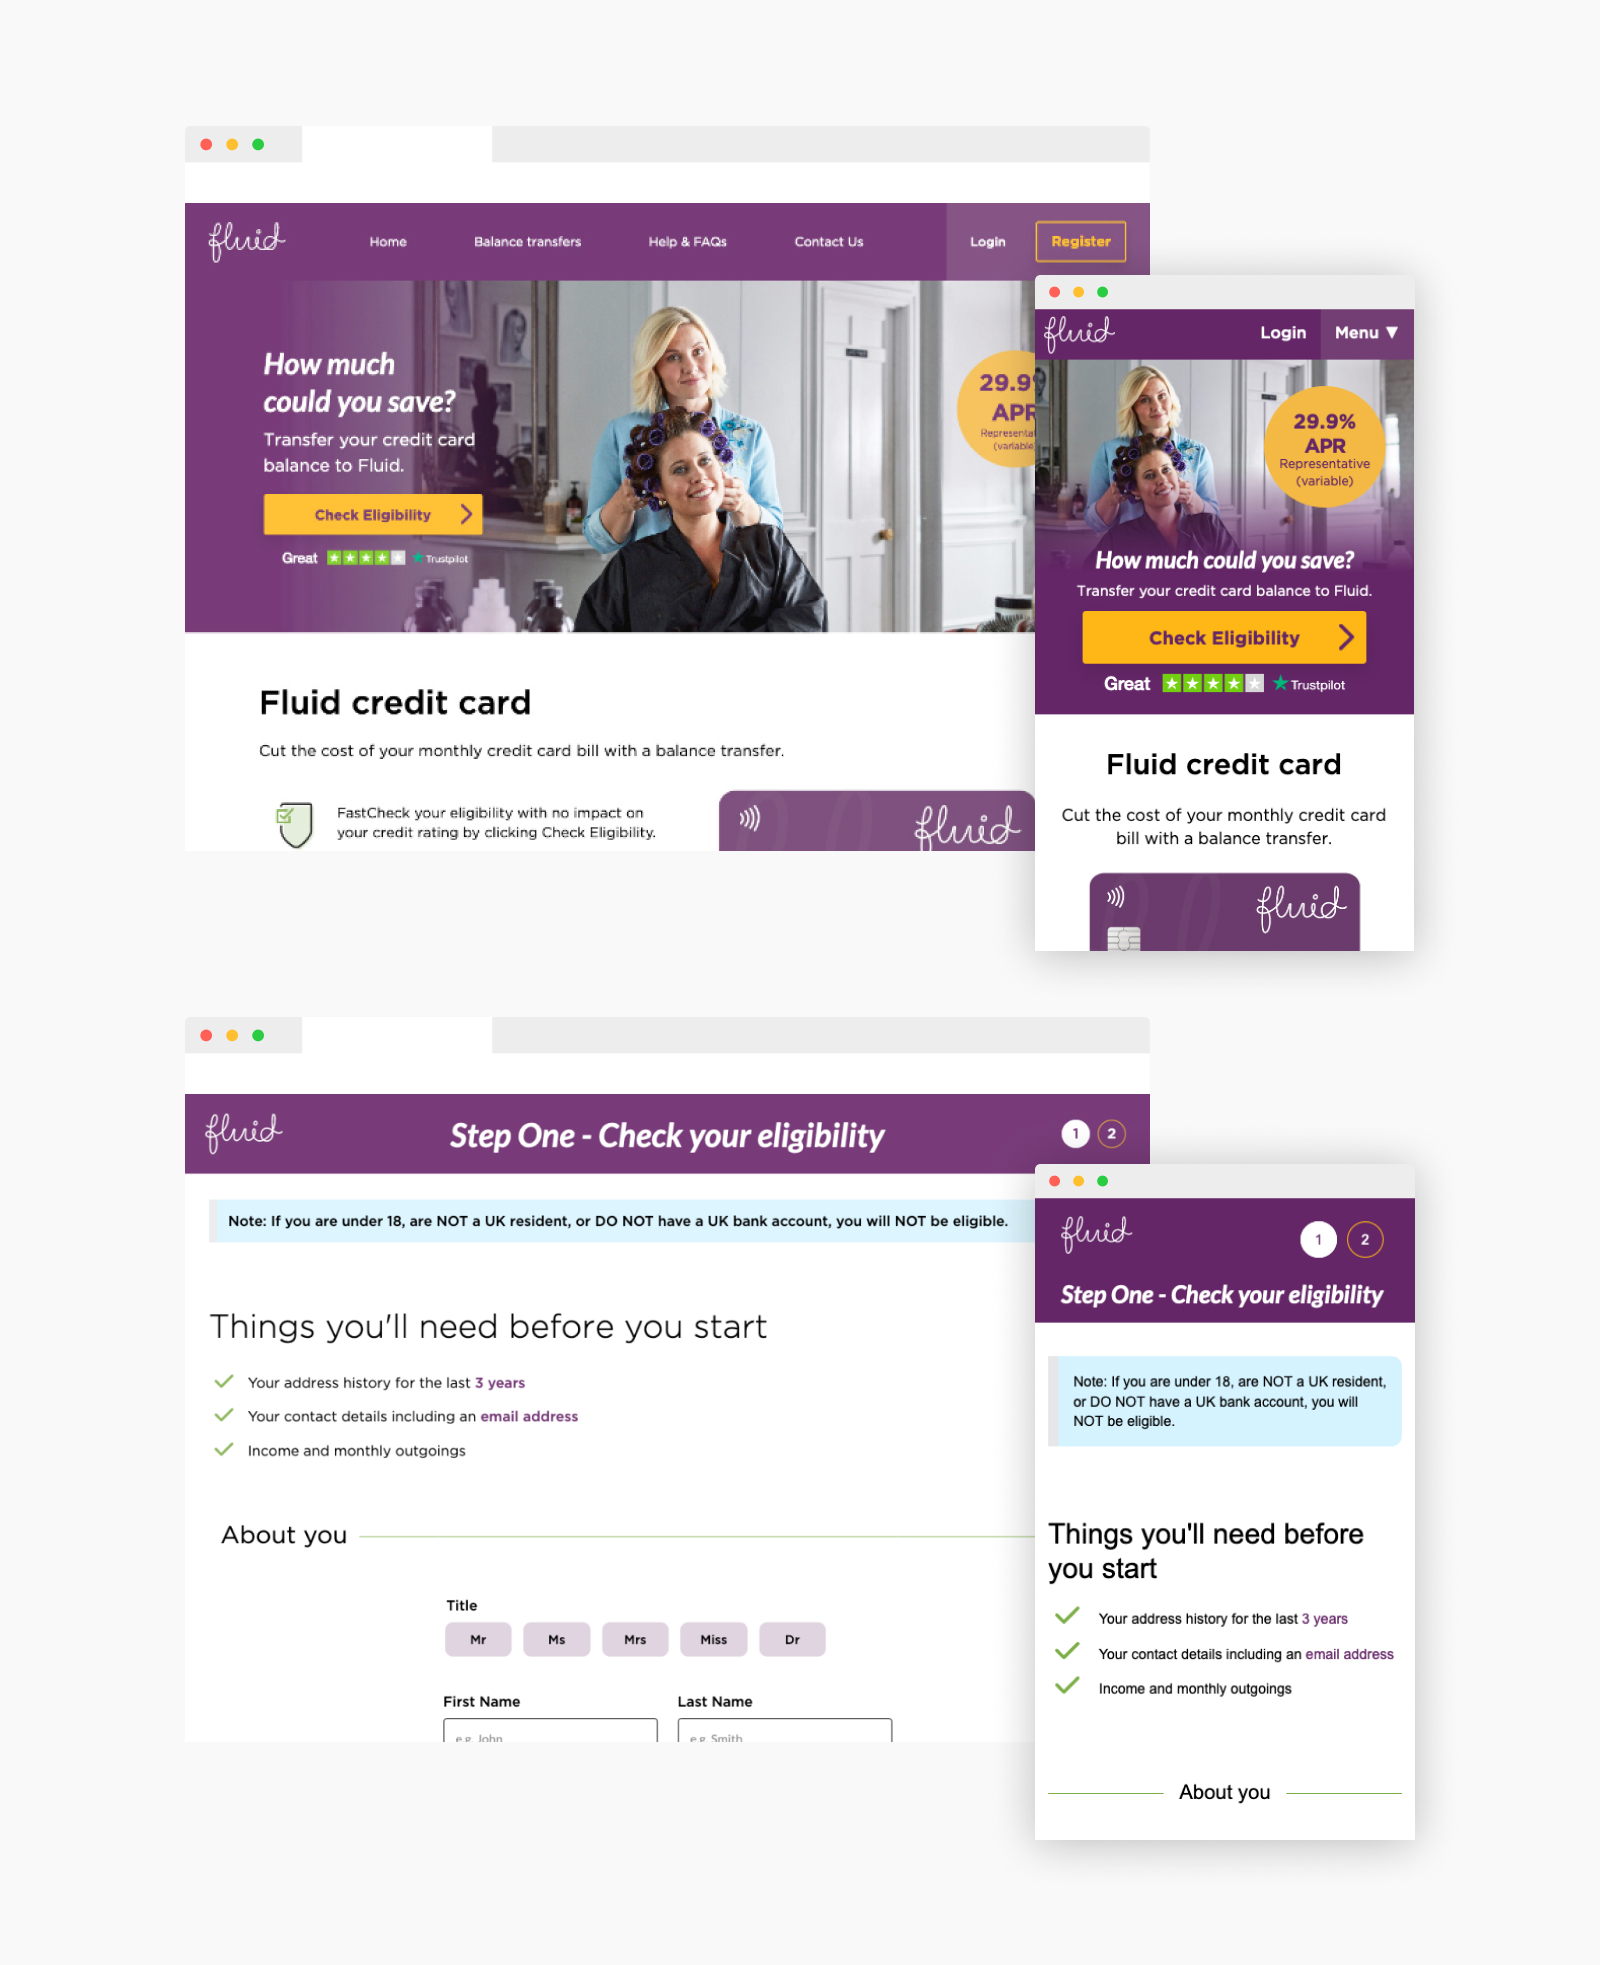 fluid
Home
Balance transfers
Help & FAQs
Contact Us
Login
Register
How much
could you save?
Transfer your credit card
balance to Fluid.
Check Eligibility
Great
Trustpilot
29.9%
APR
(variable)
Fluid credit card
Cut the cost of your monthly credit card bill with a balance transfer.
FastCheck your eligibility with no impact on
your credit rating by clicking Check Eligibility.
fluid
fluid
Login
Menu ▼
29.9%
APR
Representative
(variable)
How much could you save?
Transfer your credit card balance to Fluid.
Check Eligibility
Great
Trustpilot
Fluid credit card
Cut the cost of your monthly credit card
bill with a balance transfer.
fluid
fluid
Step One - Check your eligibility
1
2
Note: If you are under 18, are NOT a UK resident, or DO NOT have a UK bank account, you will NOT be eligible.
Things you'll need before you start
Your address history for the last 3 years
Your contact details including an email address
Income and monthly outgoings
About you
Title
Mr
Ms
Mrs
Miss
Dr
First Name
Last Name
e.g. John
e.g. Smith
fluid
1
2
Step One - Check your eligibility
Note: If you are under 18, are NOT a UK resident,
or DO NOT have a UK bank account, you will
NOT be eligible.
Things you'll need before
you start
Your address history for the last 3 years
Your contact details including an email address
Income and monthly outgoings
About you